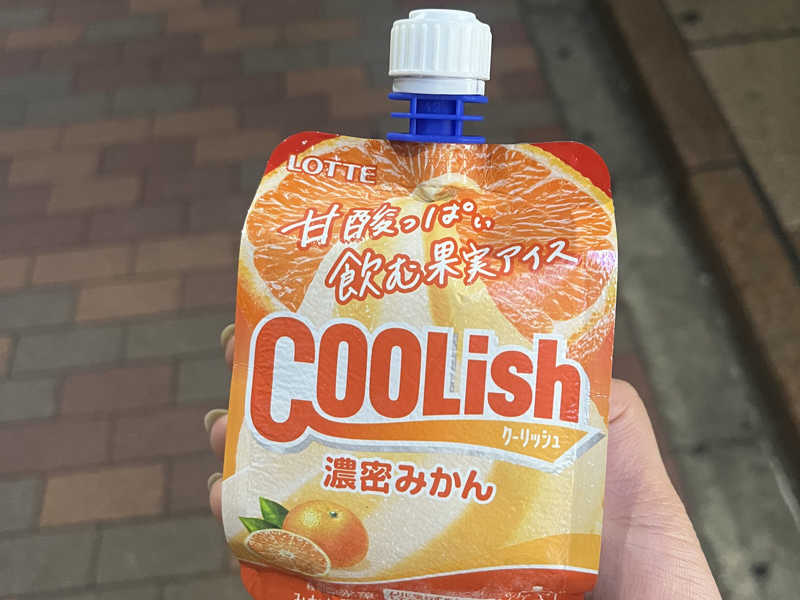 LOTTE
甘酸っぱい
飲む果実アイス
COOLish
クーリッシュ
濃密みかん